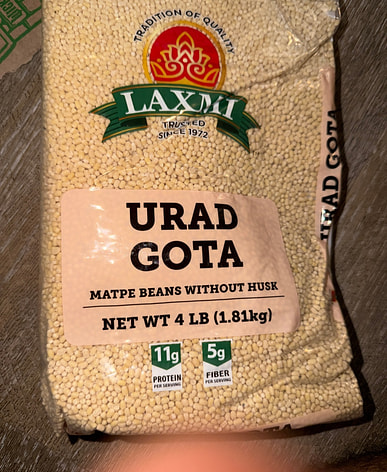 TRADITION OF QUALITY
LAXMI
TRUSTED
SINCE 1972
URAD
GOTA
MATPE BEANS WITHOUT HUSK
NET WT 4 LB (1.81kg)
11g
PROTEIN
PER SERVING
5g
FIBER
PER SERVING
URAD GOTA